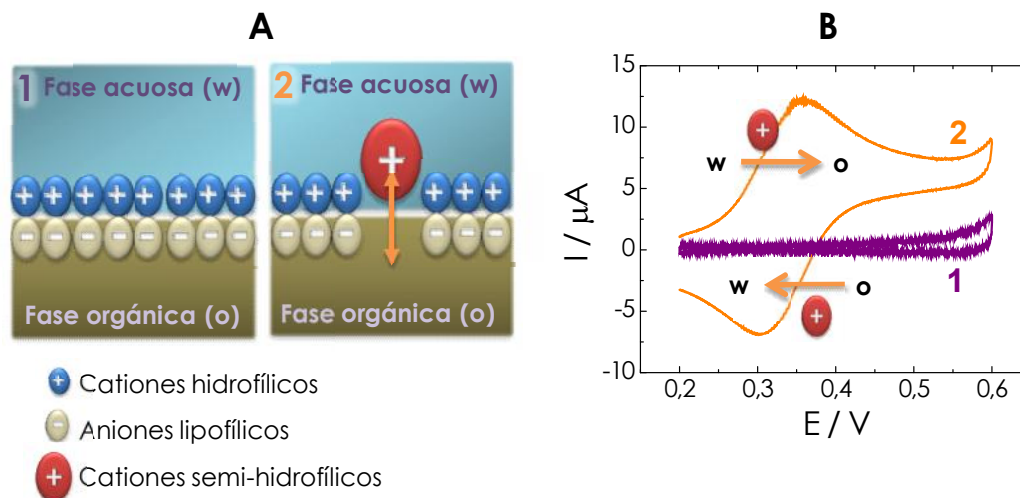 A
1 Fase acuosa (w)
2 Fase acuosa (w)
Fase orgánica (o)
Fase orgánica (o)
Cationes hidrofílicos
Aniones lipofílicos
Cationes semi-hidrofílicos
B
I / µA
15
10
5
0
-5
-10
w
o
2
1
w
o
0,2
0,3
0,4
0,5
0,6
E / V